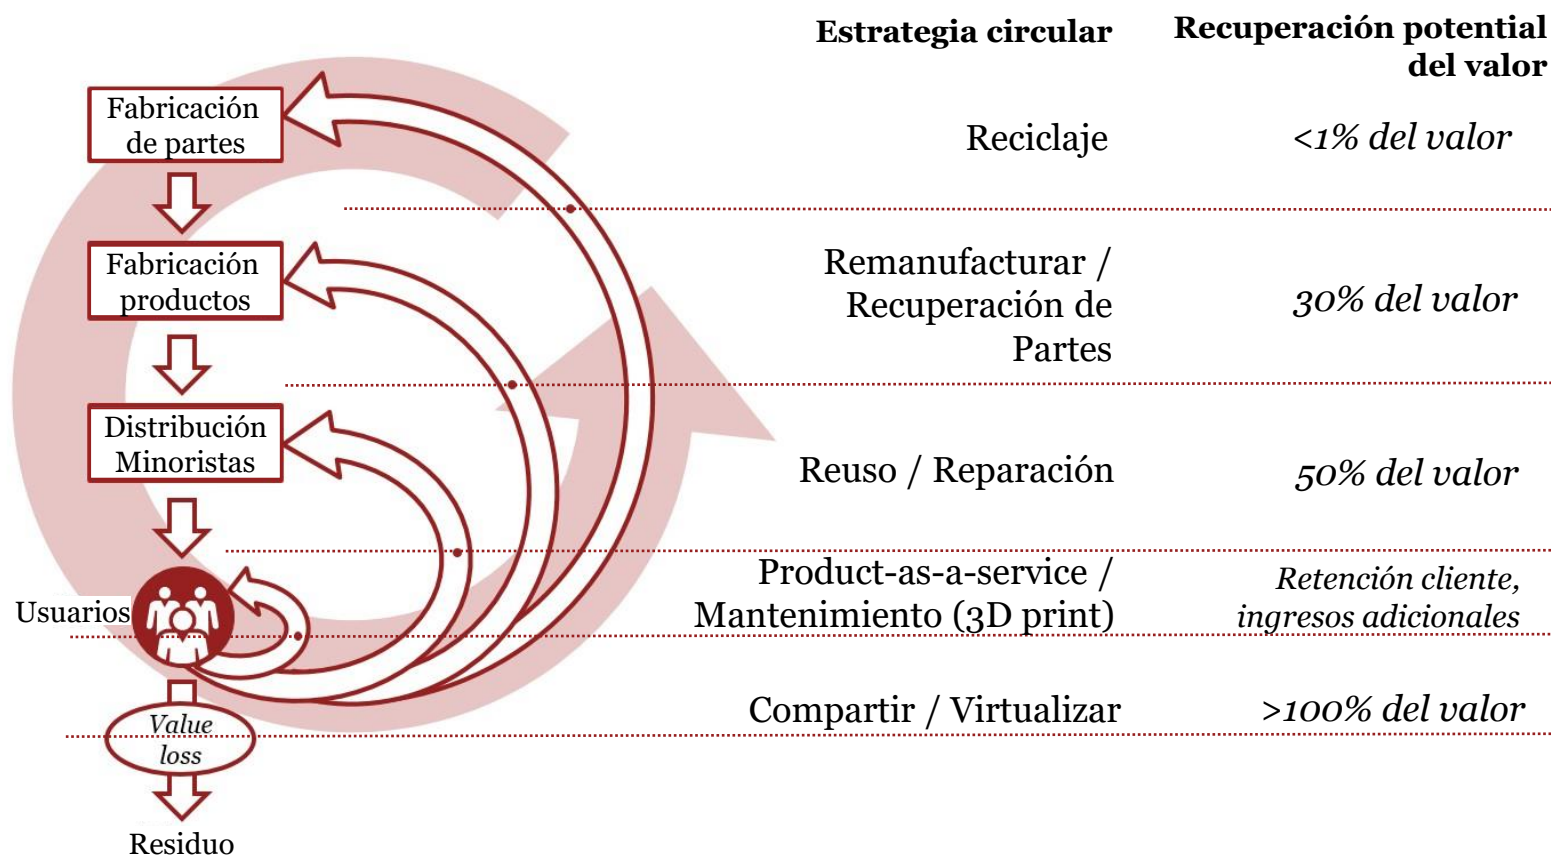 Estrategia circular
Recuperación potential
del valor
Fabricación
de partes
Reciclaje
<1% del valor
Fabricación
productos
Remanufacturar /
Recuperación de
Partes
30% del valor
Distribución
Minoristas
Reuso / Reparación
50% del valor
Usuarios
Product-as-a-service /
Mantenimiento (3D print)
Retención cliente,
ingresos adicionales
Value
loss
Compartir / Virtualizar
>100% del valor
Residuo